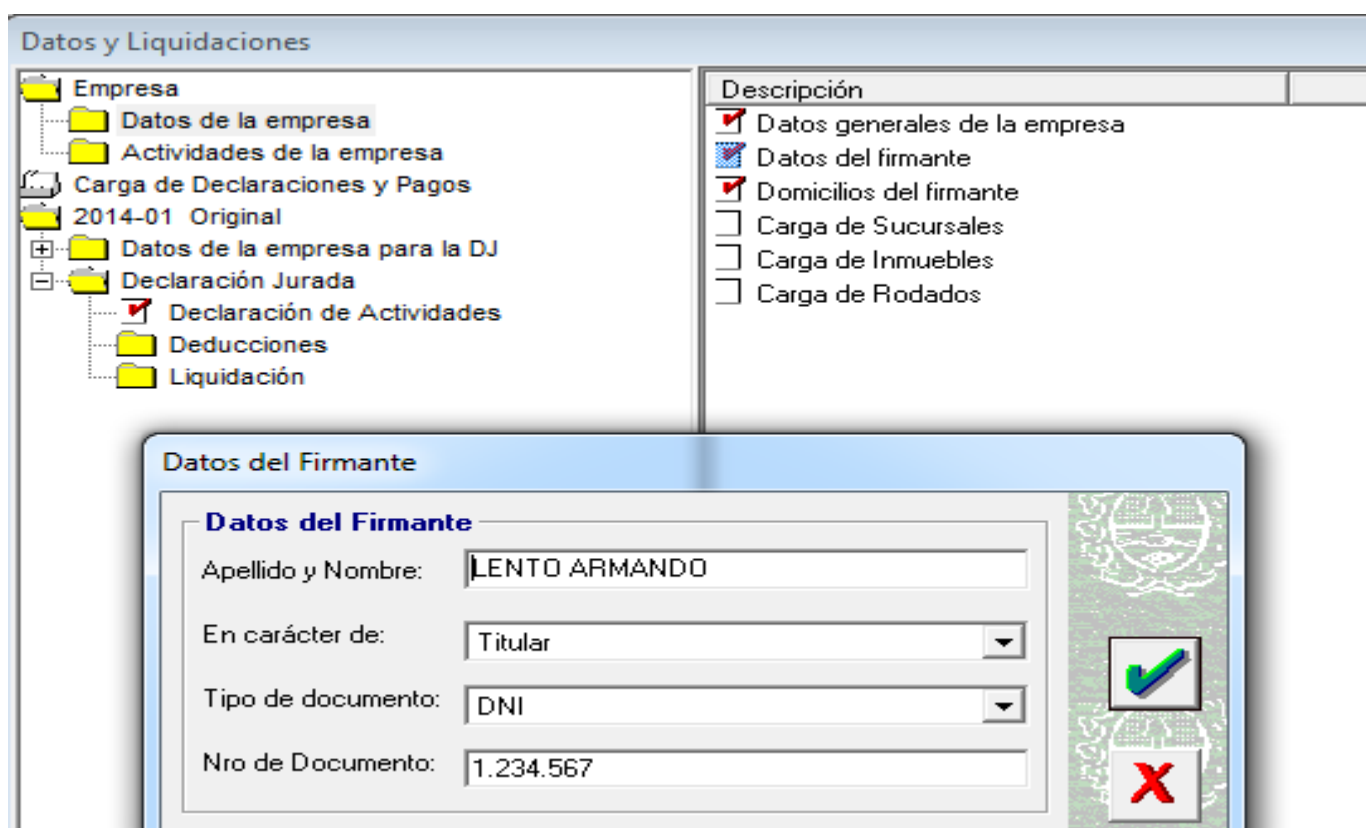 Datos y Liquidaciones
Empresa
Datos de la empresa
Actividades de la empresa
Carga de Declaraciones y Pagos
2014-01 Original
Datos de la empresa para la DJ
Declaración Jurada
Declaración de Actividades
Deducciones
Liquidación
Descripción
Datos generales de la empresa
Datos del firmante
Domicilios del firmante
Carga de Sucursales
Carga de Inmuebles
Carga de Rodados
Datos del Firmante
Datos del Firmante
Apellido y Nombre: LENTO ARMANDO
En carácter de: Titular
Tipo de documento: DNI
Nro de Documento: 1.234.567